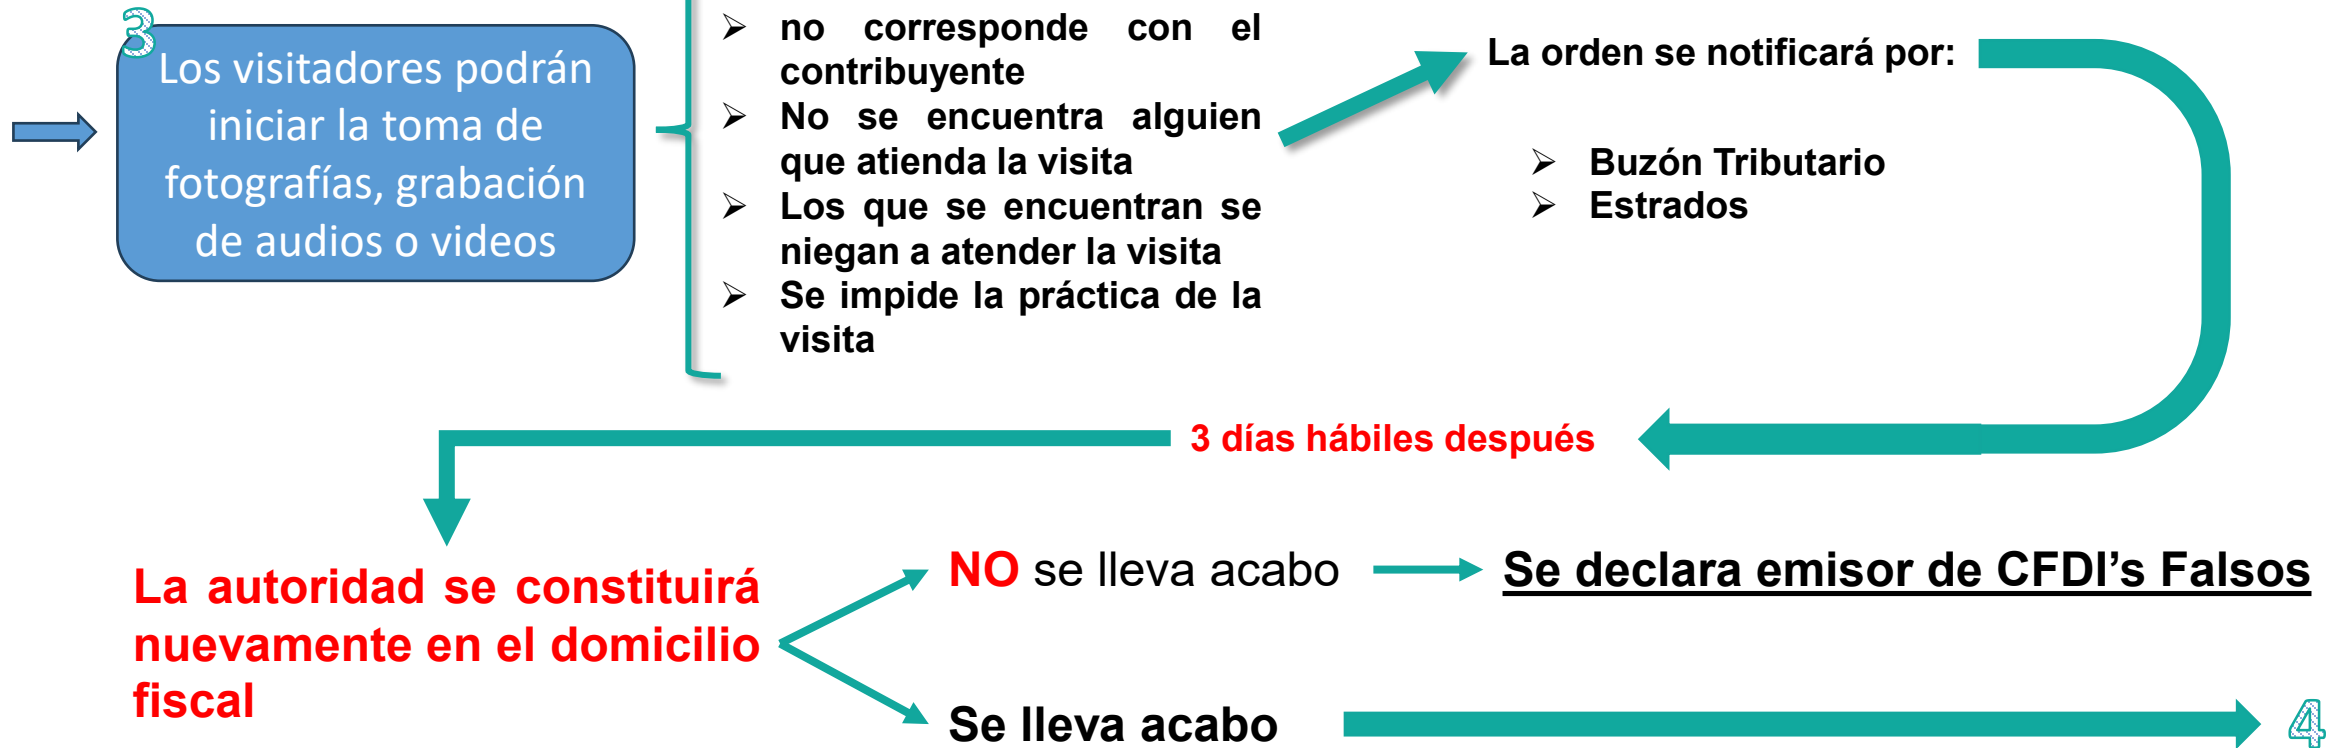 3
Los visitadores podrán
iniciar la toma de
fotografías, grabación
de audios o videos
➢ no corresponde con el
contribuyente
➢ No se encuentra alguien
que atienda la visita
➢ Los que se encuentran se
niegan a atender la visita
➢ Se impide la práctica de la
visita
La orden se notificará por:
➢ Buzón Tributario
➢ Estrados
3 días hábiles después
La autoridad se constituirá
nuevamente en el domicilio
fiscal
NO se lleva acabo
Se declara emisor de CFDI’s Falsos
Se lleva acabo
4